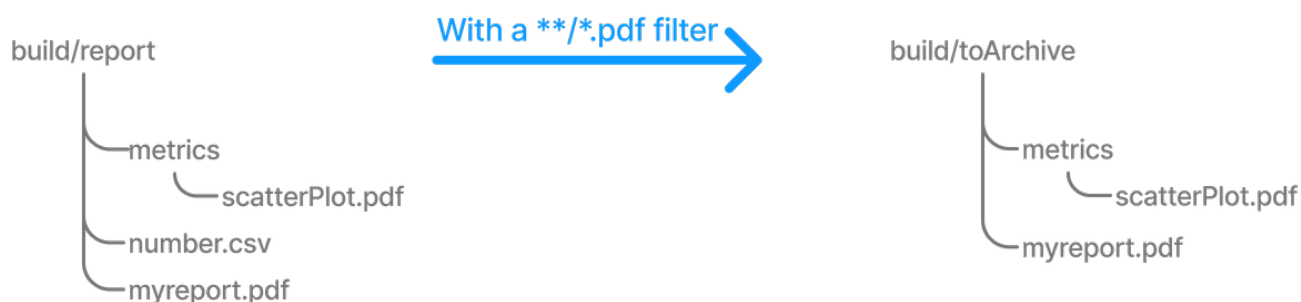 With a **/*.pdf filter
build/report
metrics
scatterPlot.pdf
number.csv
myreport.pdf
build/toArchive
metrics
scatterPlot.pdf
myreport.pdf